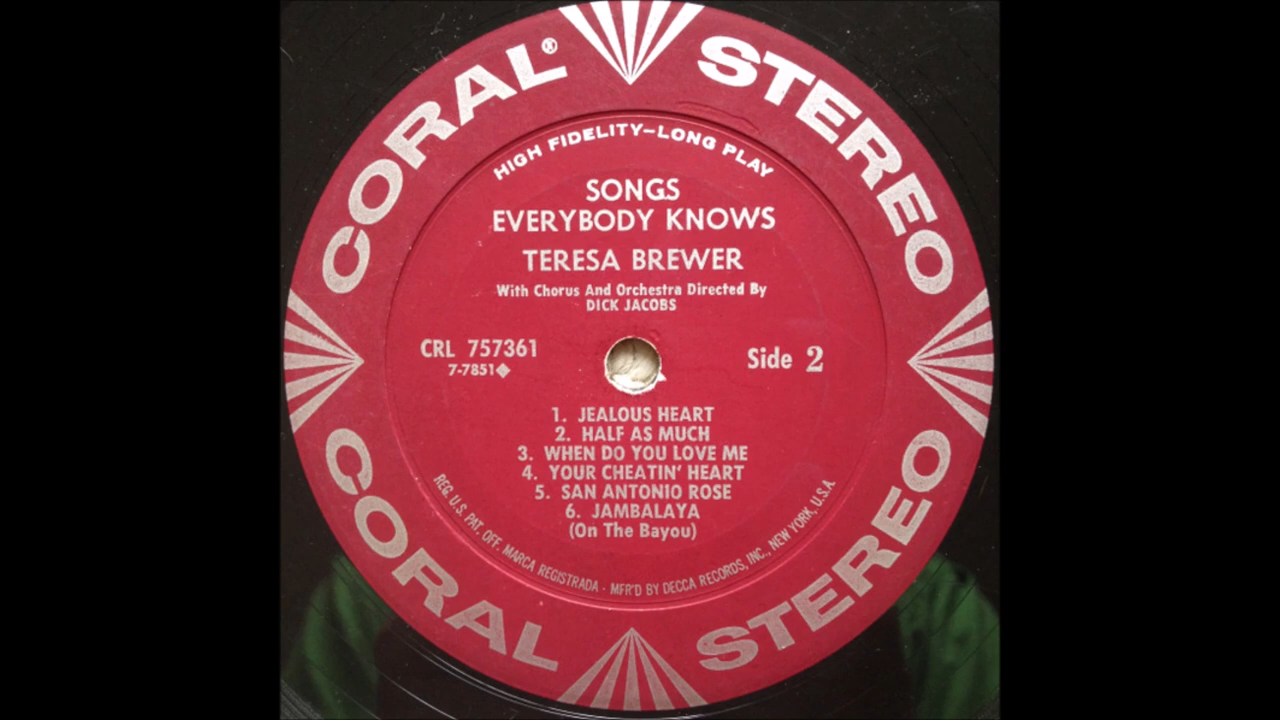 CORAL® STEREO
HIGH FIDELITY—LONG PLAY
SONGS
EVERYBODY KNOWS
TERESA BREWER
With Chorus And Orchestra Directed By
DICK JACOBS
CRL 757361
7-7851◆
Side 2
1. JEALOUS HEART
2. HALF AS MUCH
3. WHEN DO YOU LOVE ME
4. YOUR CHEATIN' HEART
5. SAN ANTONIO ROSE
6. JAMBALAYA
(On The Bayou)
REG. U.S. PAT. OFF. MARCA REGISTRADA - MFR'D BY DECCA RECORDS, INC., NEW YORK, U.S.A.
CORAL STEREO